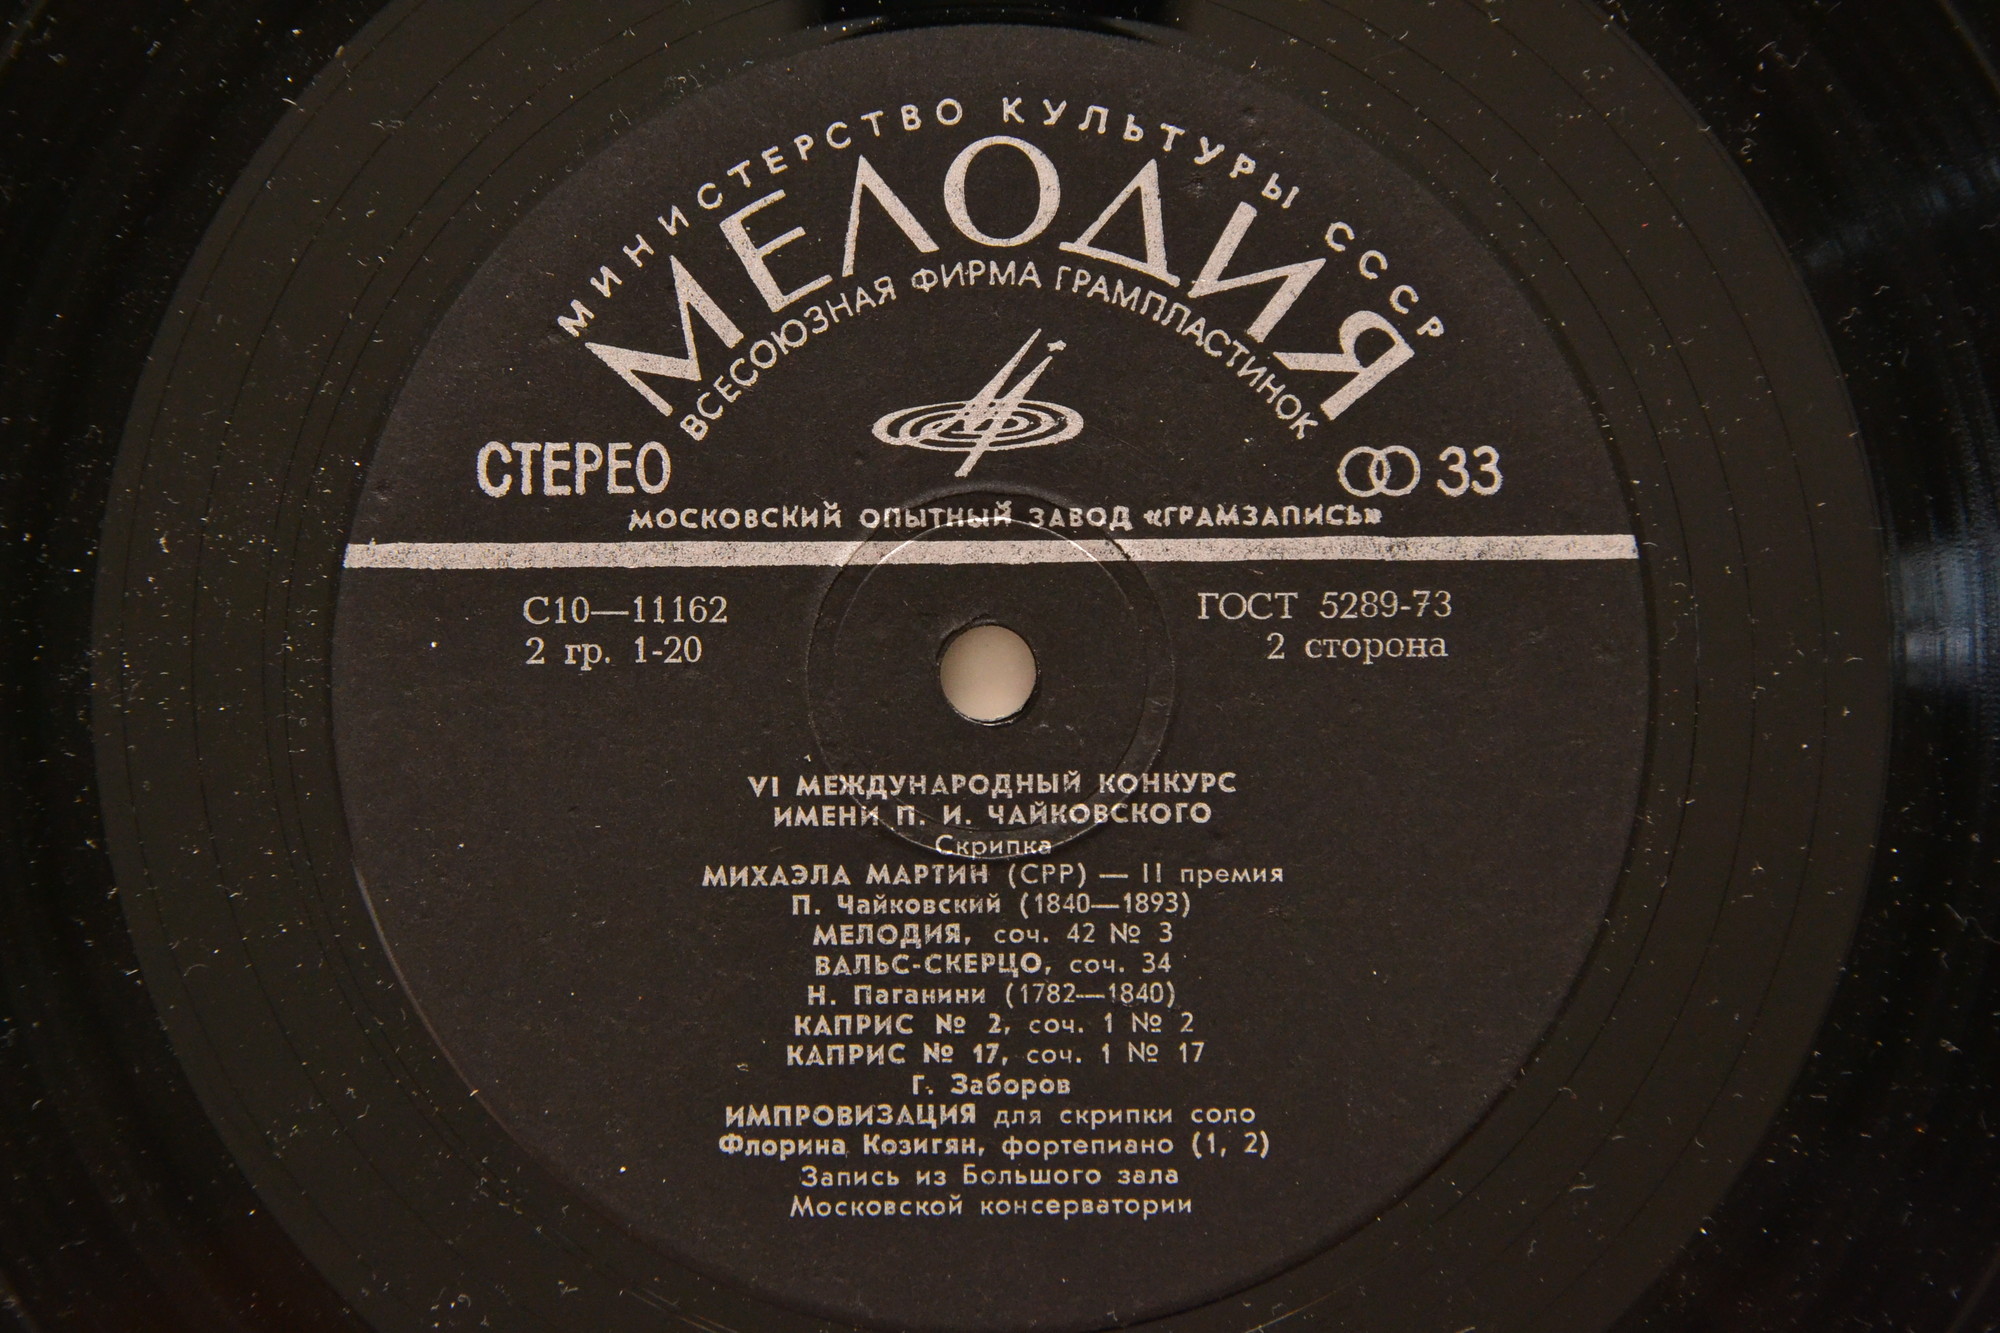 МИНИСТЕРСТВО КУЛЬТУРЫ СССР
МЕЛОДИЯ
ВСЕСОЮЗНАЯ ФИРМА ГРАМПЛАСТИНОК
СТЕРЕО
33
МОСКОВСКИЙ ОПЫТНЫЙ ЗАВОД «ГРАМЗАПИСЬ»
С10—11162
ГОСТ 5289-73
2 гр. 1-20
2 сторона
VI МЕЖДУНАРОДНЫЙ КОНКУРС
ИМЕНИ П. И. ЧАЙКОВСКОГО
Скрипка
МИХАЭЛА МАРТИН (СРР) — II премия
П. Чайковский (1840—1893)
МЕЛОДИЯ, соч. 42 № 3
ВАЛЬС-СКЕРЦО, соч. 34
Н. Паганини (1782—1840)
КАПРИС № 2, соч. 1 № 2
КАПРИС № 17, соч. 1 № 17
Г. Заборов
ИМПРОВИЗАЦИЯ для скрипки соло
Флорина Козигян, фортепиано (1, 2)
Запись из Большого зала
Московской консерватории